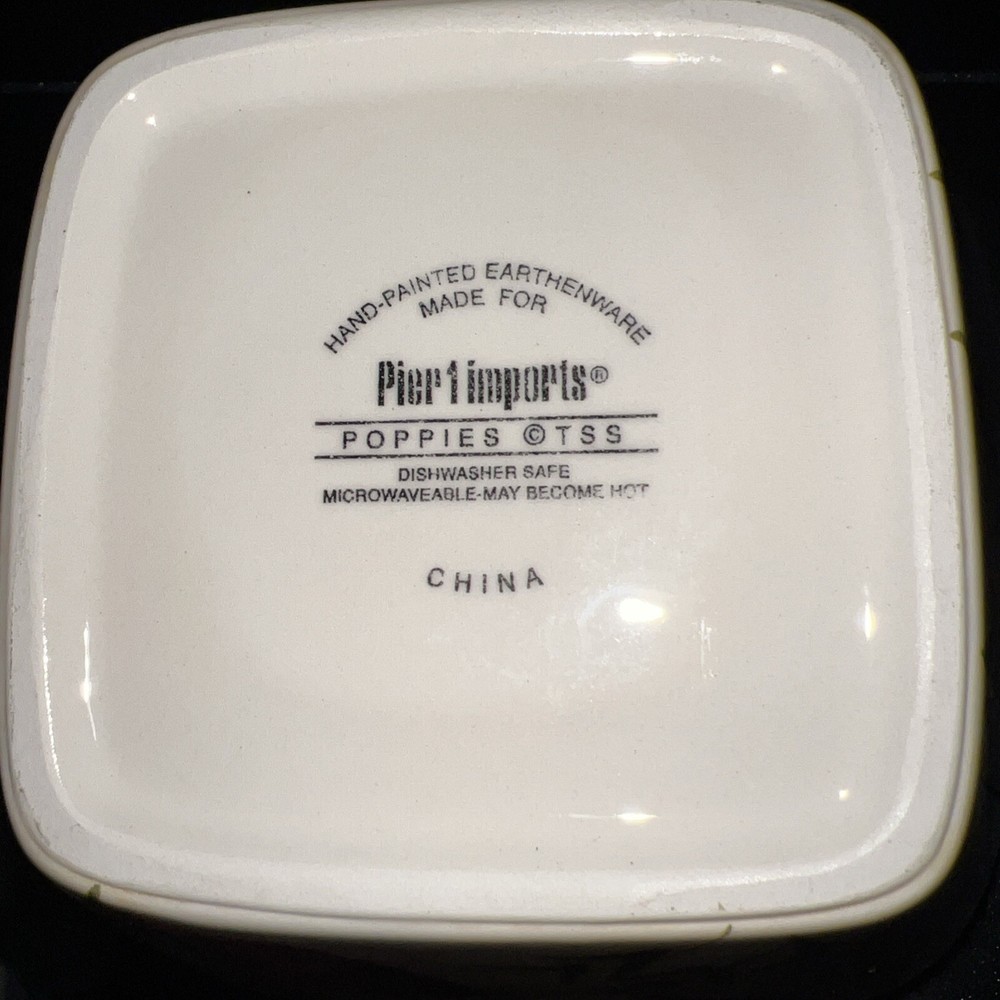 HAND-PAINTED EARTHENWARE
MADE FOR
Pier 1 imports®
POPPIES ©TSS
DISHWASHER SAFE
MICROWAVEABLE-MAY BECOME HOT
CHINA